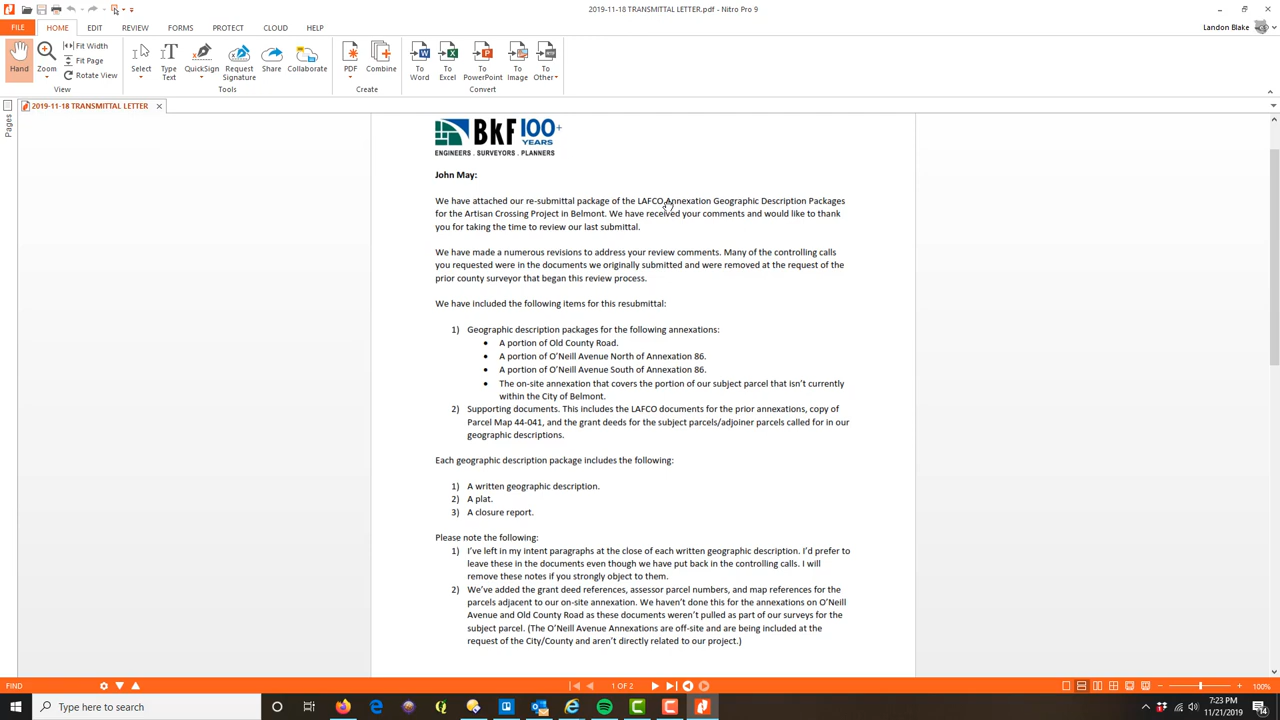 2019-11-18 TRANSMITTAL LETTER.pdf - Nitro Pro 9
FILE HOME EDIT REVIEW FORMS PROTECT CLOUD HELP Landon Blake
Hand Zoom Fit Width Fit Page Rotate View Select Type Text QuickSign Request Signature Share Collaborate PDF Combine To Word To Excel To PowerPoint To Image To Other
View Tools Create Convert
2019-11-18 TRANSMITTAL LETTER
Pages
BKF 100+ YEARS
ENGINEERS . SURVEYORS . PLANNERS
John May:
We have attached our re-submittal package of the LAFCO Annexation Geographic Description Packages
for the Artisan Crossing Project in Belmont. We have received your comments and would like to thank
you for taking the time to review our last submittal.
We have made a numerous revisions to address your review comments. Many of the controlling calls
you requested were in the documents we originally submitted and were removed at the request of the
prior county surveyor that began this review process.
We have included the following items for this resubmittal:
1) Geographic description packages for the following annexations:
• A portion of Old County Road.
• A portion of O'Neill Avenue North of Annexation 86.
• A portion of O'Neill Avenue South of Annexation 86.
• The on-site annexation that covers the portion of our subject parcel that isn't currently
within the City of Belmont.
2) Supporting documents. This includes the LAFCO documents for the prior annexations, copy of
Parcel Map 44-041, and the grant deeds for the subject parcels/adjoiner parcels called for in our
geographic descriptions.
Each geographic description package includes the following:
1) A written geographic description.
2) A plat.
3) A closure report.
Please note the following:
1) I've left in my intent paragraphs at the close of each written geographic description. I'd prefer to
leave these in the documents even though we have put back in the controlling calls. I will
remove these notes if you strongly object to them.
2) We've added the grant deed references, assessor parcel numbers, and map references for the
parcels adjacent to our on-site annexation. We haven't done this for the annexations on O'Neill
Avenue and Old County Road as these documents weren't pulled as part of our surveys for the
subject parcel. (The O'Neill Avenue Annexations are off-site and are being included at the
request of the City/County and aren't directly related to our project.)
FIND 1 OF 2 100%
Type here to search
7:23 PM
11/21/2019
14